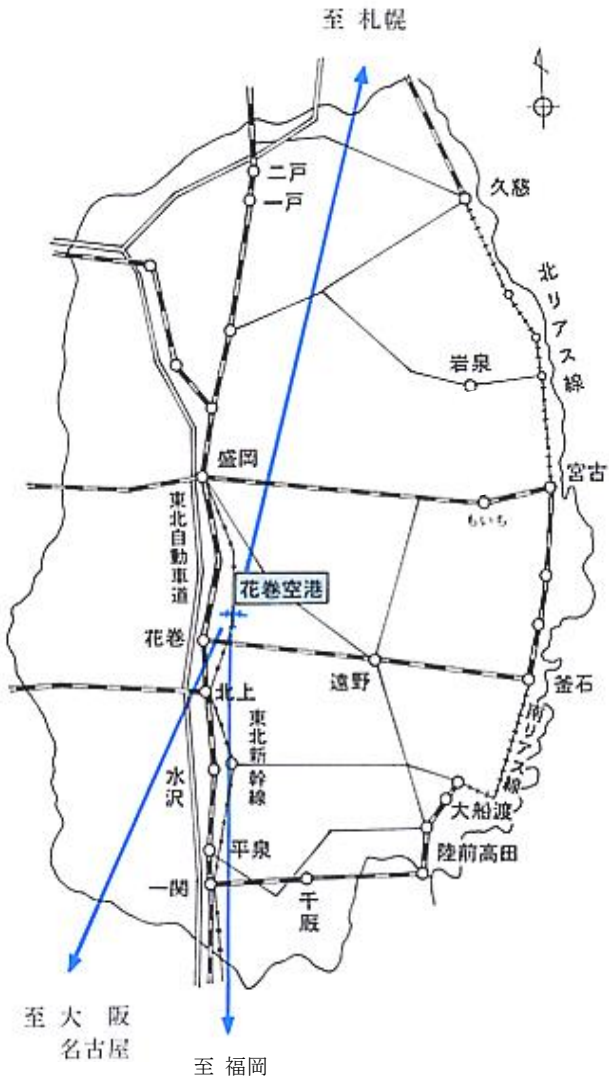 至 札幌
二戸
一戸
久慈
北リアス線
岩泉
盛岡
宮古
もいち
東北自動車道
花巻空港
花巻
遠野
釜石
北上
南リアス線
東北新幹線
水沢
大船渡
平泉
陸前高田
一関
千厩
至 大 阪
名古屋
至 福岡